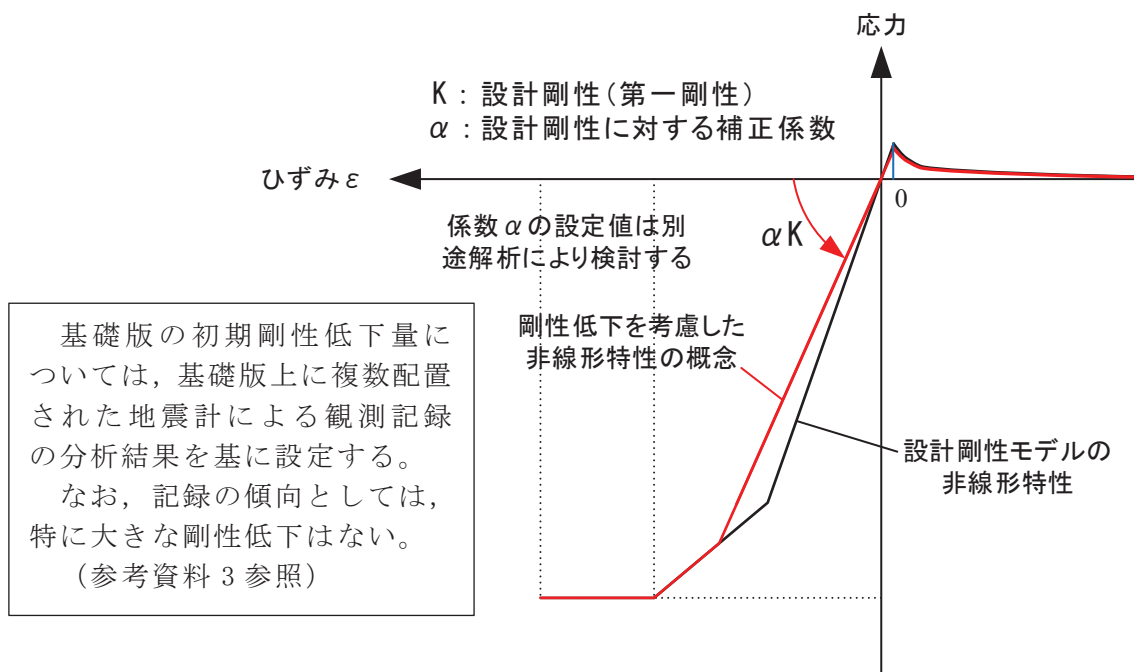 応力
K：設計剛性（第一剛性）
α：設計剛性に対する補正係数
ひずみε
0
係数αの設定値は別
途解析により検討する
αK
剛性低下を考慮した
非線形特性の概念
設計剛性モデルの
非線形特性
基礎版の初期剛性低下量に
ついては，基礎版上に複数配置
された地震計による観測記録
の分析結果を基に設定する。
なお，記録の傾向としては，
特に大きな剛性低下はない。
（参考資料 3 参照）